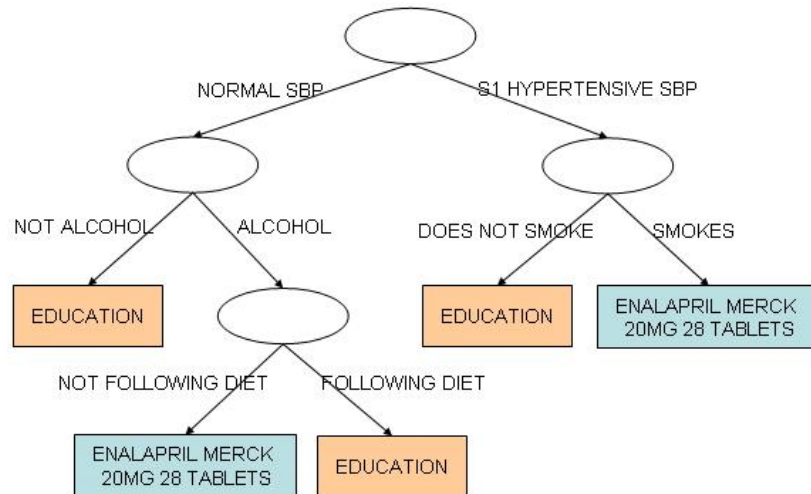 NORMAL SBP
S1 HYPERTENSIVE SBP
NOT ALCOHOL
ALCOHOL
DOES NOT SMOKE
SMOKES
EDUCATION
EDUCATION
ENALAPRIL MERCK
20MG 28 TABLETS
NOT FOLLOWING DIET
FOLLOWING DIET
ENALAPRIL MERCK
20MG 28 TABLETS
EDUCATION